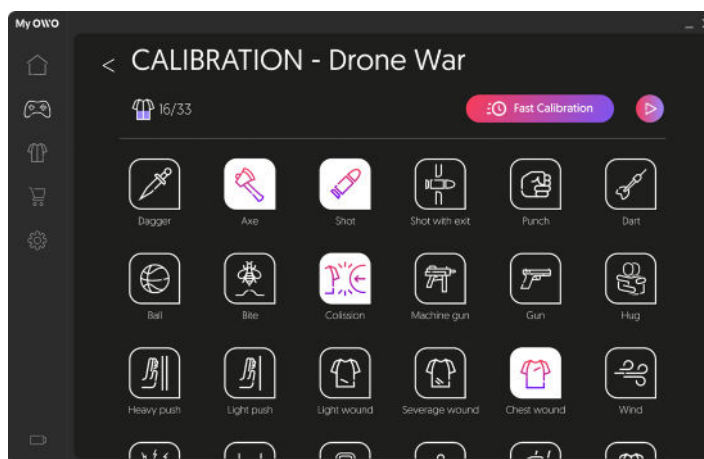 My OWO
< CALIBRATION - Drone War
16/33
Fast Calibration
Dagger Axe Shot Shot with exit Punch Dart
Ball Bite Colission Machine gun Gun Hug
Heavy push Light push Light wound Severage wound Chest wound Wind